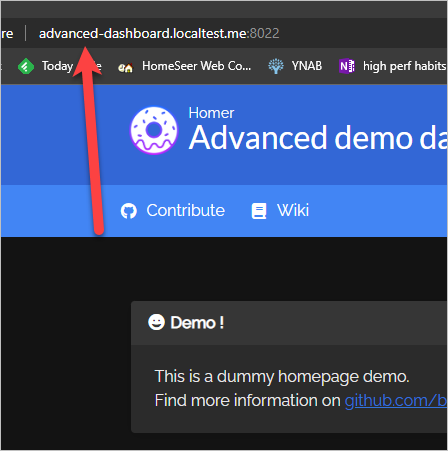 re advanced-dashboard.localtest.me:8022
Today HomeSeer Web Co... YNAB high perf habits
Homer
Advanced demo da
Contribute Wiki
Demo !
This is a dummy homepage demo.
Find more information on github.com/b